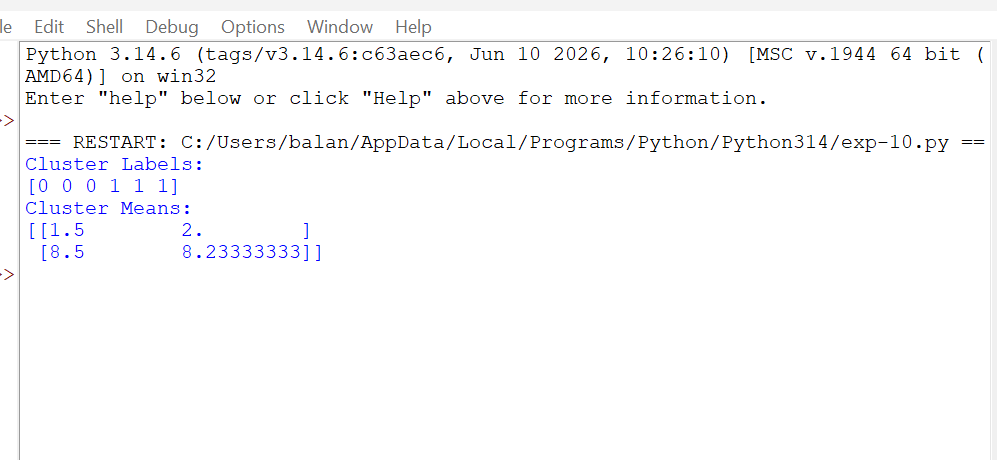 le Edit Shell Debug Options Window Help
Python 3.14.6 (tags/v3.14.6:c63aec6, Jun 10 2026, 10:26:10) [MSC v.1944 64 bit (
AMD64)] on win32
Enter "help" below or click "Help" above for more information.
>>
=== RESTART: C:/Users/balan/AppData/Local/Programs/Python/Python314/exp-10.py ==
Cluster Labels:
[0 0 0 1 1 1]
Cluster Means:
[[1.5        2.        ]
 [8.5        8.23333333]]
>>